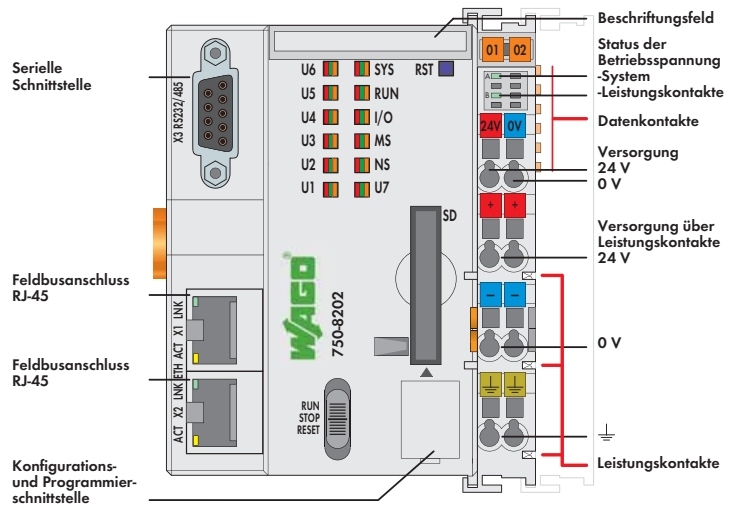 Beschriftungsfeld
Status der
Betriebsspannung
-System
-Leistungskontakte
Datenkontakte
Versorgung
24 V
0 V
Versorgung über
Leistungskontakte
24 V
0 V
Leistungskontakte
Serielle
Schnittstelle
Feldbusanschluss
RJ-45
Feldbusanschluss
RJ-45
Konfigurations-
und Programmier-
schnittstelle
X3 RS232/485
U6 SYS RST
U5 RUN
U4 I/O
U3 MS
U2 NS
U1 U7
SD
WAGO
750-8202
RUN
STOP
RESET
ETH ACT X1 LNK
ACT X2 LNK
01 02
A
B
24V 0V
+ +
– –